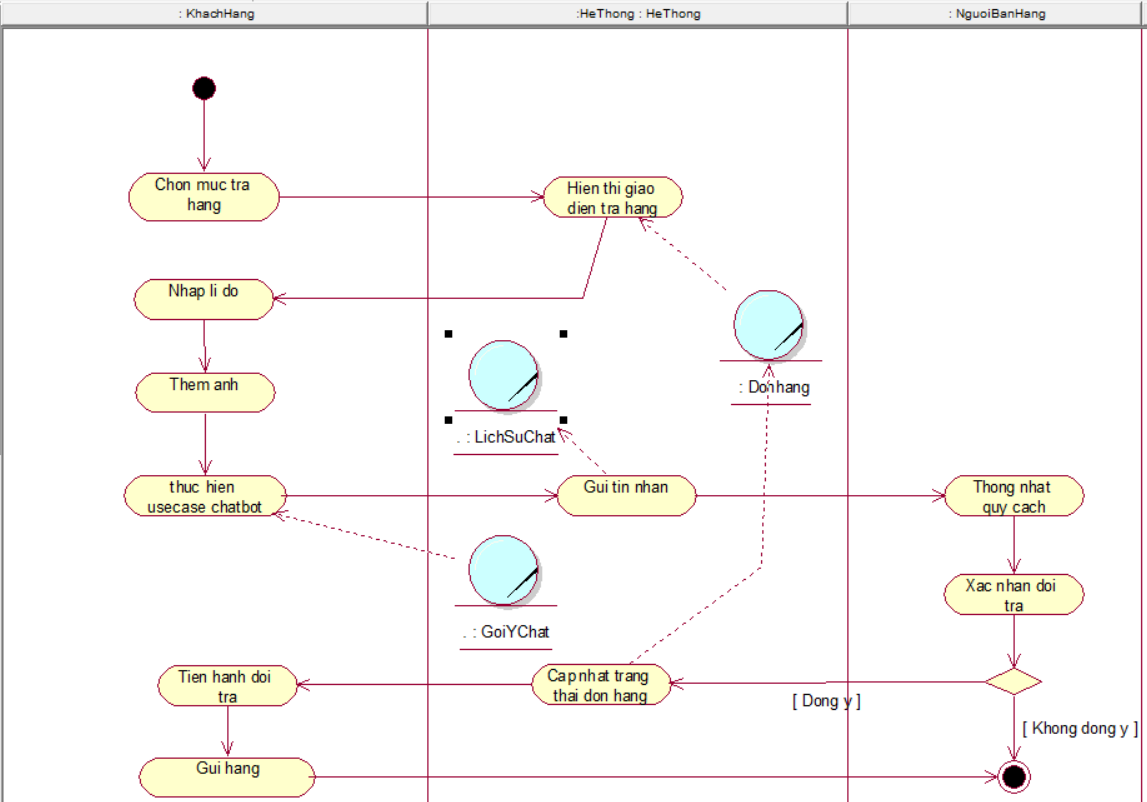 : KhachHang
:HeThong : HeThong
: NguoiBanHang
Chon muc tra
hang
Hien thi giao
dien tra hang
Nhap li do
Them anh
: Donhang
. : LichSuChat
thuc hien
usecase chatbot
Gui tin nhan
Thong nhat
quy cach
Xac nhan doi
tra
. : GoiYChat
Tien hanh doi
tra
Cap nhat trang
thai don hang
[ Dong y ]
[ Khong dong y ]
Gui hang